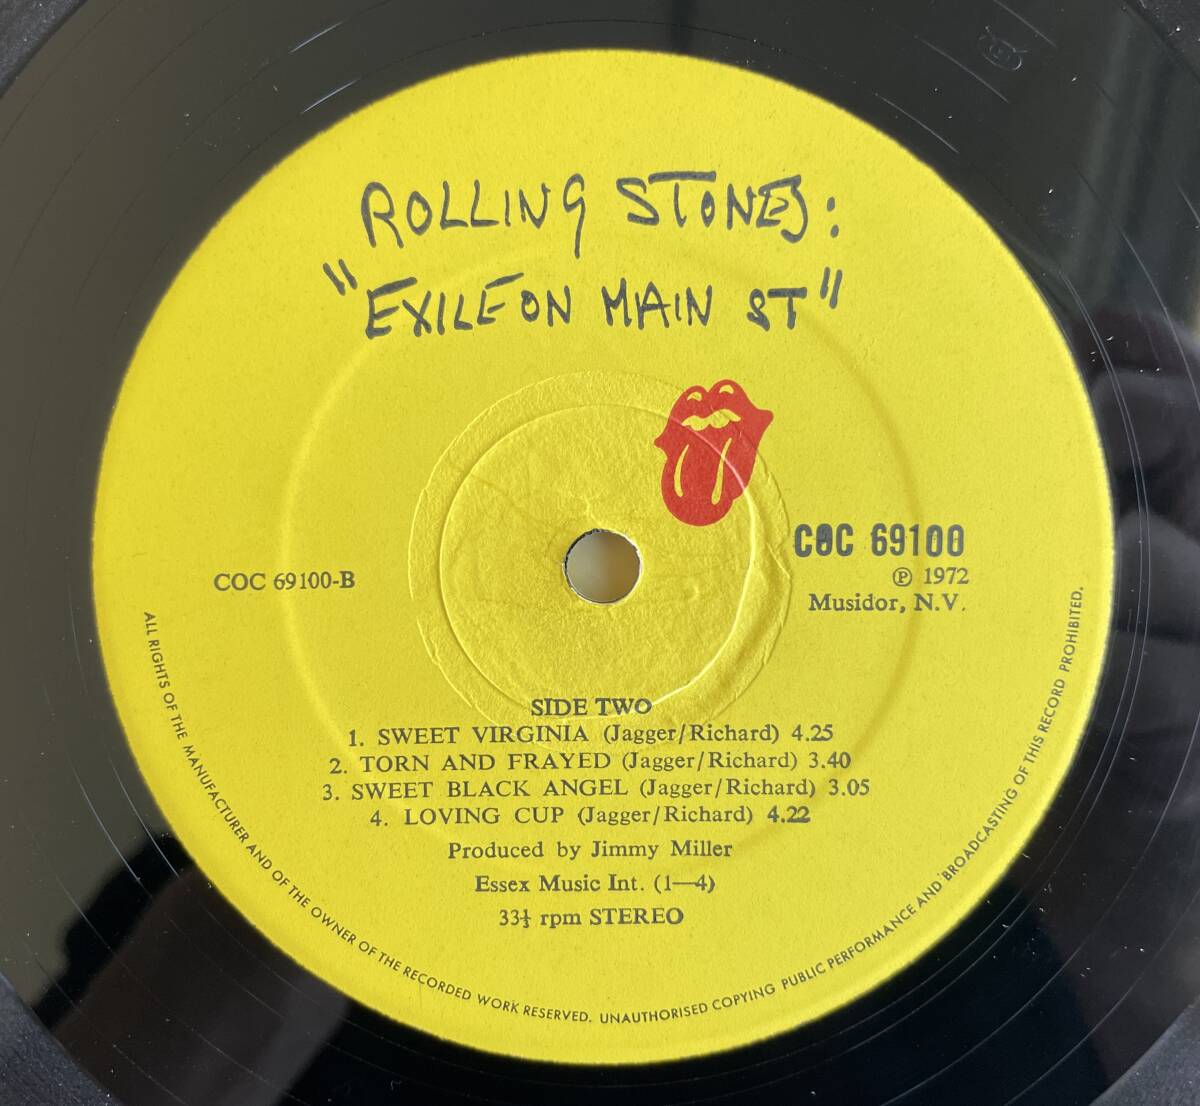 ROLLING STONES:
"EXILE ON MAIN ST"
COC 69100
COC 69100-B
℗ 1972
Musidor, N.V.
SIDE TWO
1. SWEET VIRGINIA (Jagger/Richard) 4.25
2. TORN AND FRAYED (Jagger/Richard) 3.40
3. SWEET BLACK ANGEL (Jagger/Richard) 3.05
4. LOVING CUP (Jagger/Richard) 4.22
Produced by Jimmy Miller
Essex Music Int. (1—4)
33⅓ rpm STEREO
ALL RIGHTS OF THE MANUFACTURER AND OF THE OWNER OF THE RECORDED WORK RESERVED. UNAUTHORISED COPYING PUBLIC PERFORMANCE AND BROADCASTING OF THIS RECORD PROHIBITED.